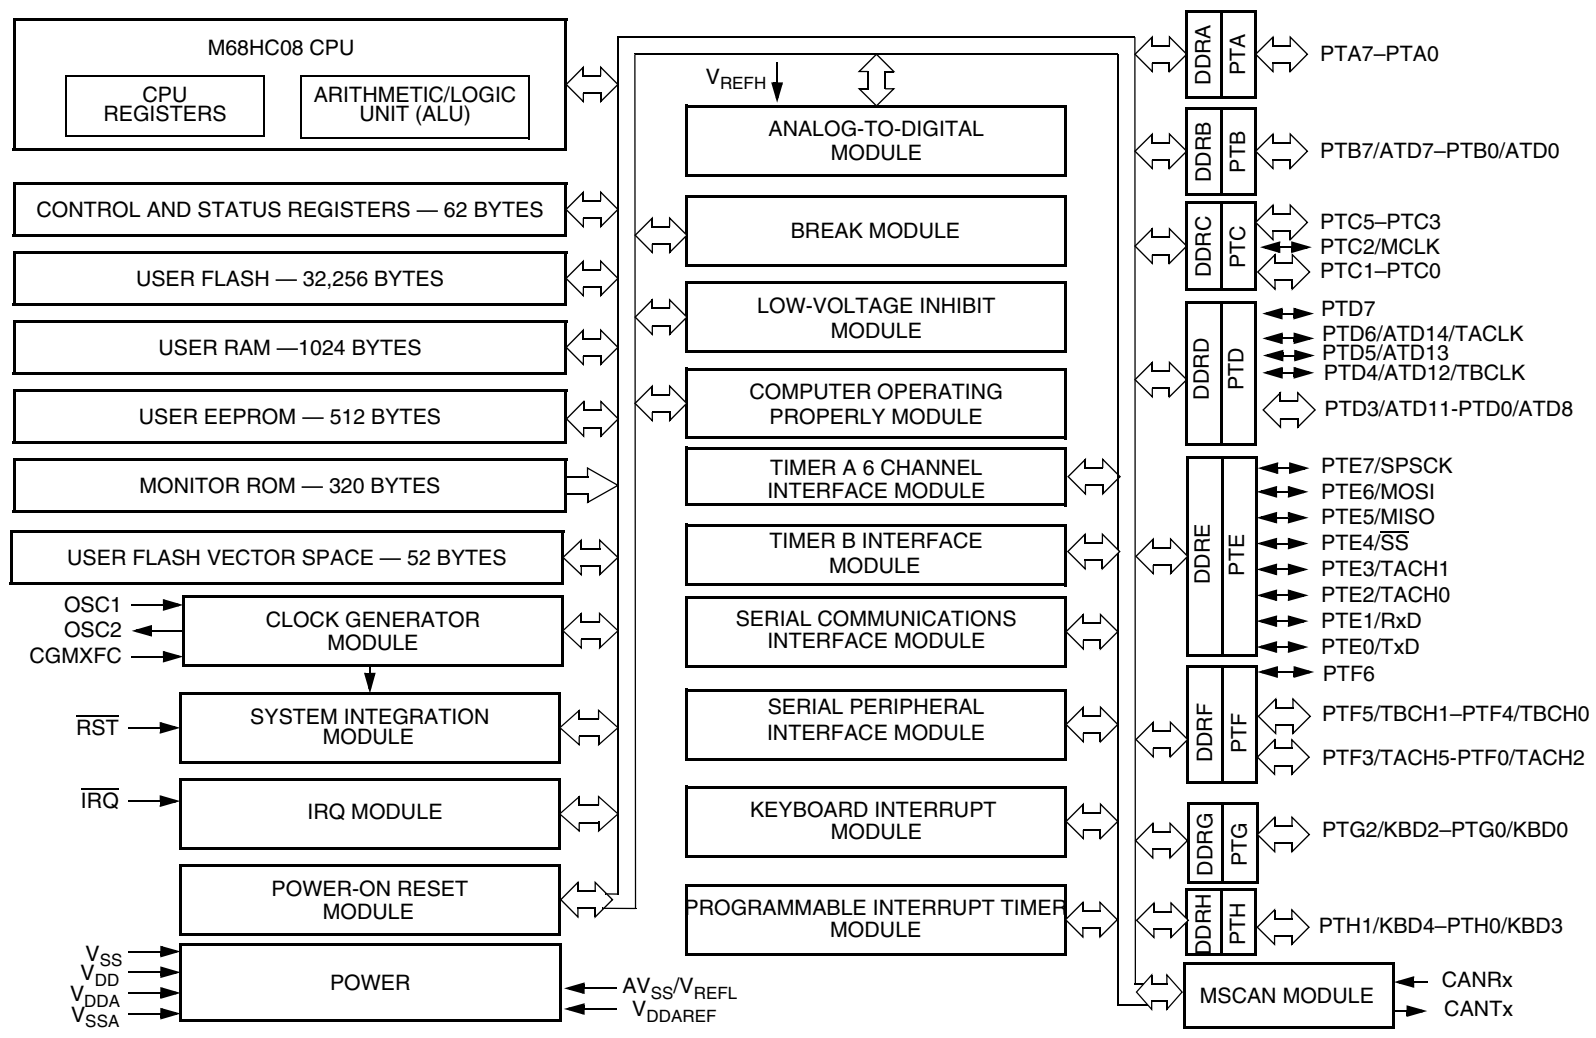 M68HC08 CPU
CPU
REGISTERS
ARITHMETIC/LOGIC
UNIT (ALU)
CONTROL AND STATUS REGISTERS — 62 BYTES
USER FLASH — 32,256 BYTES
USER RAM —1024 BYTES
USER EEPROM — 512 BYTES
MONITOR ROM — 320 BYTES
USER FLASH VECTOR SPACE — 52 BYTES
OSC1
OSC2
CGMXFC
CLOCK GENERATOR
MODULE
RST
SYSTEM INTEGRATION
MODULE
IRQ
IRQ MODULE
POWER-ON RESET
MODULE
VSS
VDD
VDDA
VSSA
POWER
AVSS/VREFL
VDDAREF
VREFH
ANALOG-TO-DIGITAL
MODULE
BREAK MODULE
LOW-VOLTAGE INHIBIT
MODULE
COMPUTER OPERATING
PROPERLY MODULE
TIMER A 6 CHANNEL
INTERFACE MODULE
TIMER B INTERFACE
MODULE
SERIAL COMMUNICATIONS
INTERFACE MODULE
SERIAL PERIPHERAL
INTERFACE MODULE
KEYBOARD INTERRUPT
MODULE
PROGRAMMABLE INTERRUPT TIMER
MODULE
DDRA
PTA
PTA7–PTA0
DDRB
PTB
PTB7/ATD7–PTB0/ATD0
DDRC
PTC
PTC5–PTC3
PTC2/MCLK
PTC1–PTC0
DDRD
PTD
PTD7
PTD6/ATD14/TACLK
PTD5/ATD13
PTD4/ATD12/TBCLK
PTD3/ATD11-PTD0/ATD8
DDRE
PTE
PTE7/SPSCK
PTE6/MOSI
PTE5/MISO
PTE4/SS
PTE3/TACH1
PTE2/TACH0
PTE1/RxD
PTE0/TxD
DDRF
PTF
PTF6
PTF5/TBCH1–PTF4/TBCH0
PTF3/TACH5-PTF0/TACH2
DDRG
PTG
PTG2/KBD2–PTG0/KBD0
DDRH
PTH
PTH1/KBD4–PTH0/KBD3
MSCAN MODULE
CANRx
CANTx